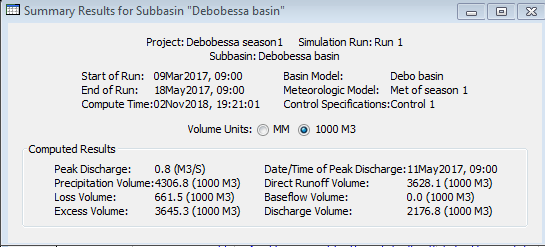 Summary Results for Subbasin "Debobessa basin"
Project: Debobessa season1 Simulation Run: Run 1
Subbasin: Debobessa basin
Start of Run: 09Mar2017, 09:00 Basin Model: Debo basin
End of Run: 18May2017, 09:00 Meteorologic Model: Met of season 1
Compute Time:02Nov2018, 19:21:01 Control Specifications:Control 1
Volume Units: MM 1000 M3
Computed Results
Peak Discharge: 0.8 (M3/S) Date/Time of Peak Discharge:11May2017, 09:00
Precipitation Volume:4306.8 (1000 M3) Direct Runoff Volume: 3628.1 (1000 M3)
Loss Volume: 661.5 (1000 M3) Baseflow Volume: 0.0 (1000 M3)
Excess Volume: 3645.3 (1000 M3) Discharge Volume: 2176.8 (1000 M3)